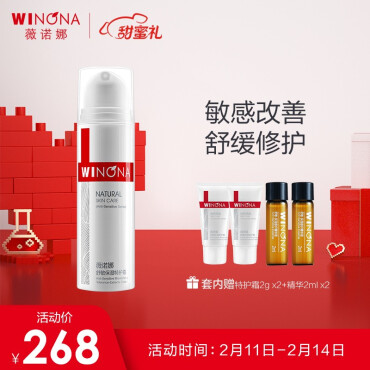 WINONA
薇诺娜
甜蜜礼
敏感改善
舒缓修护
WINONA
NATURAL
SKIN CARE
薇诺娜
舒敏保湿特护霜
WINONA
WINONA
套内赠特护霜2g x2+精华2ml x2
活动价
¥268
活动时间：2月11日-2月14日